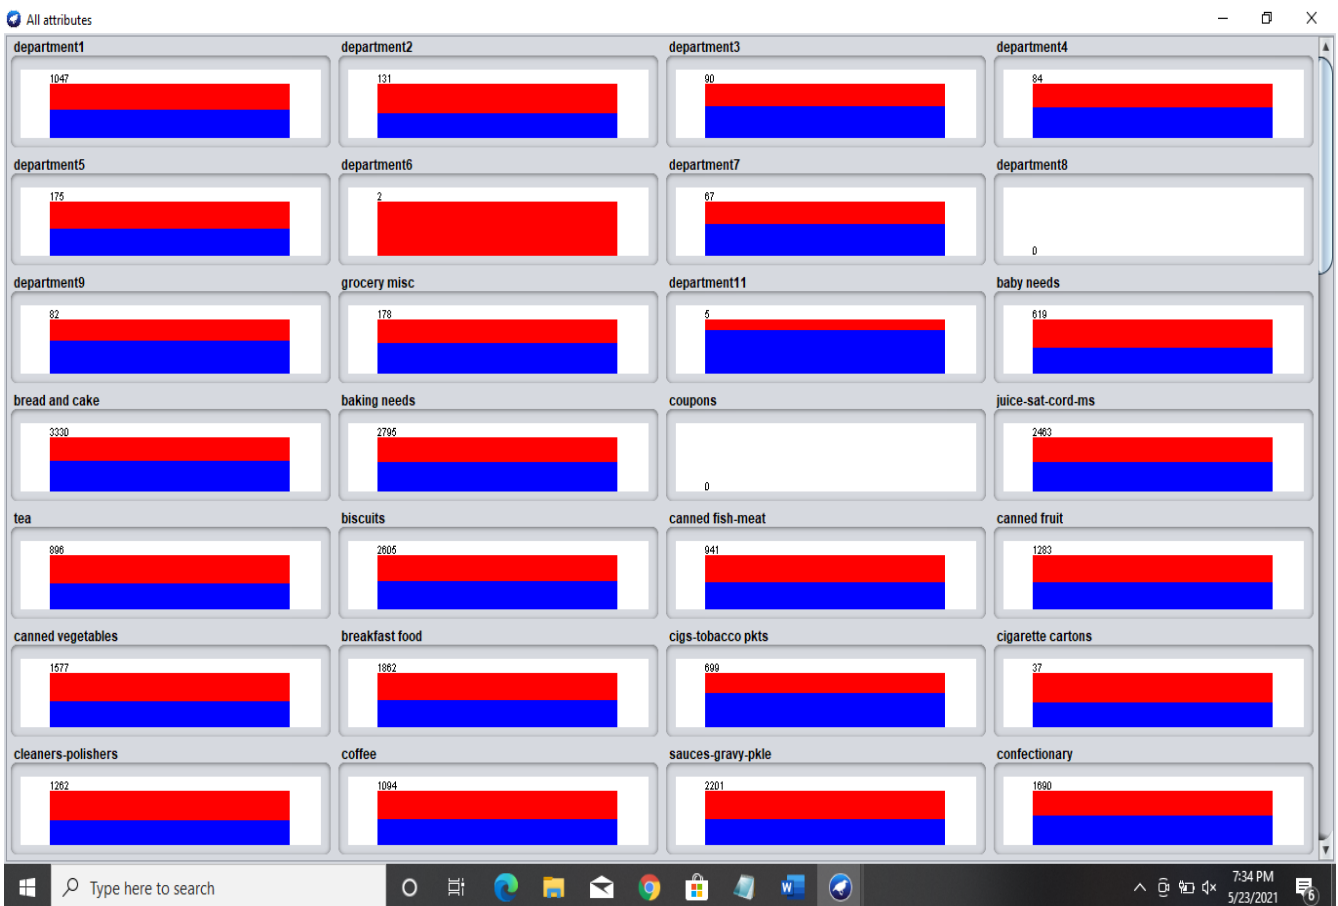 All attributes
department1 department2 department3 department4
1047 131 90 84
department5 department6 department7 department8
175 2 67 0
department9 grocery misc department11 baby needs
82 178 5 619
bread and cake baking needs coupons juice-sat-cord-ms
3330 2795 0 2463
tea biscuits canned fish-meat canned fruit
896 2605 941 1283
canned vegetables breakfast food cigs-tobacco pkts cigarette cartons
1577 1862 699 37
cleaners-polishers coffee sauces-gravy-pkle confectionary
1262 1094 2201 1690
Type here to search
7:34 PM
5/23/2021
6